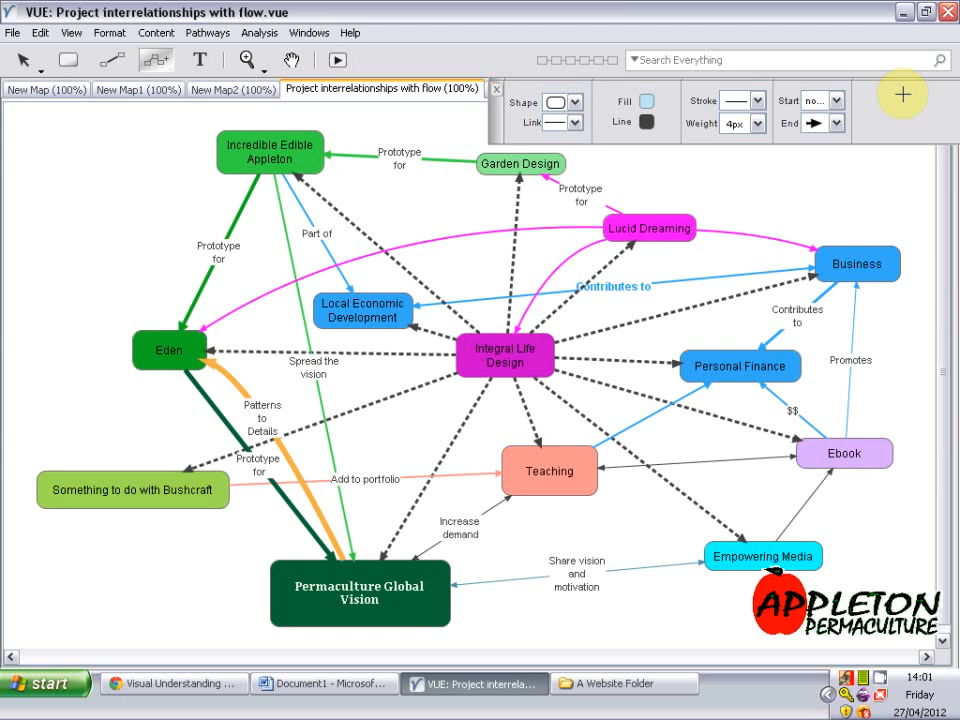 VUE: Project interrelationships with flow.vue
File Edit View Format Content Pathways Analysis Windows Help
T
Search Everything
New Map (100%) New Map1 (100%) New Map2 (100%) Project interrelationships with flow (100%)
Shape: Fill Stroke Start no...
Link: Line Weight 4px End
Incredible Edible
Appleton
Prototype
for
Garden Design
Prototype
for
Lucid Dreaming
Part of
Prototype
for
Business
Contributes to
Local Economic
Development
Contributes
to
Integral Life
Design
Eden
Spread the
vision
Personal Finance
Promotes
Patterns
to
Details
$$
Prototype
for
Ebook
Teaching
Something to do with Bushcraft
Add to portfolio
Increase
demand
Share vision
and
motivation
Empowering Media
Permaculture Global
Vision
APPLETON
PERMACULTURE
start
Visual Understanding ...
Document1 - Microsof...
VUE: Project interrela...
A Website Folder
14:01
Friday
27/04/2012